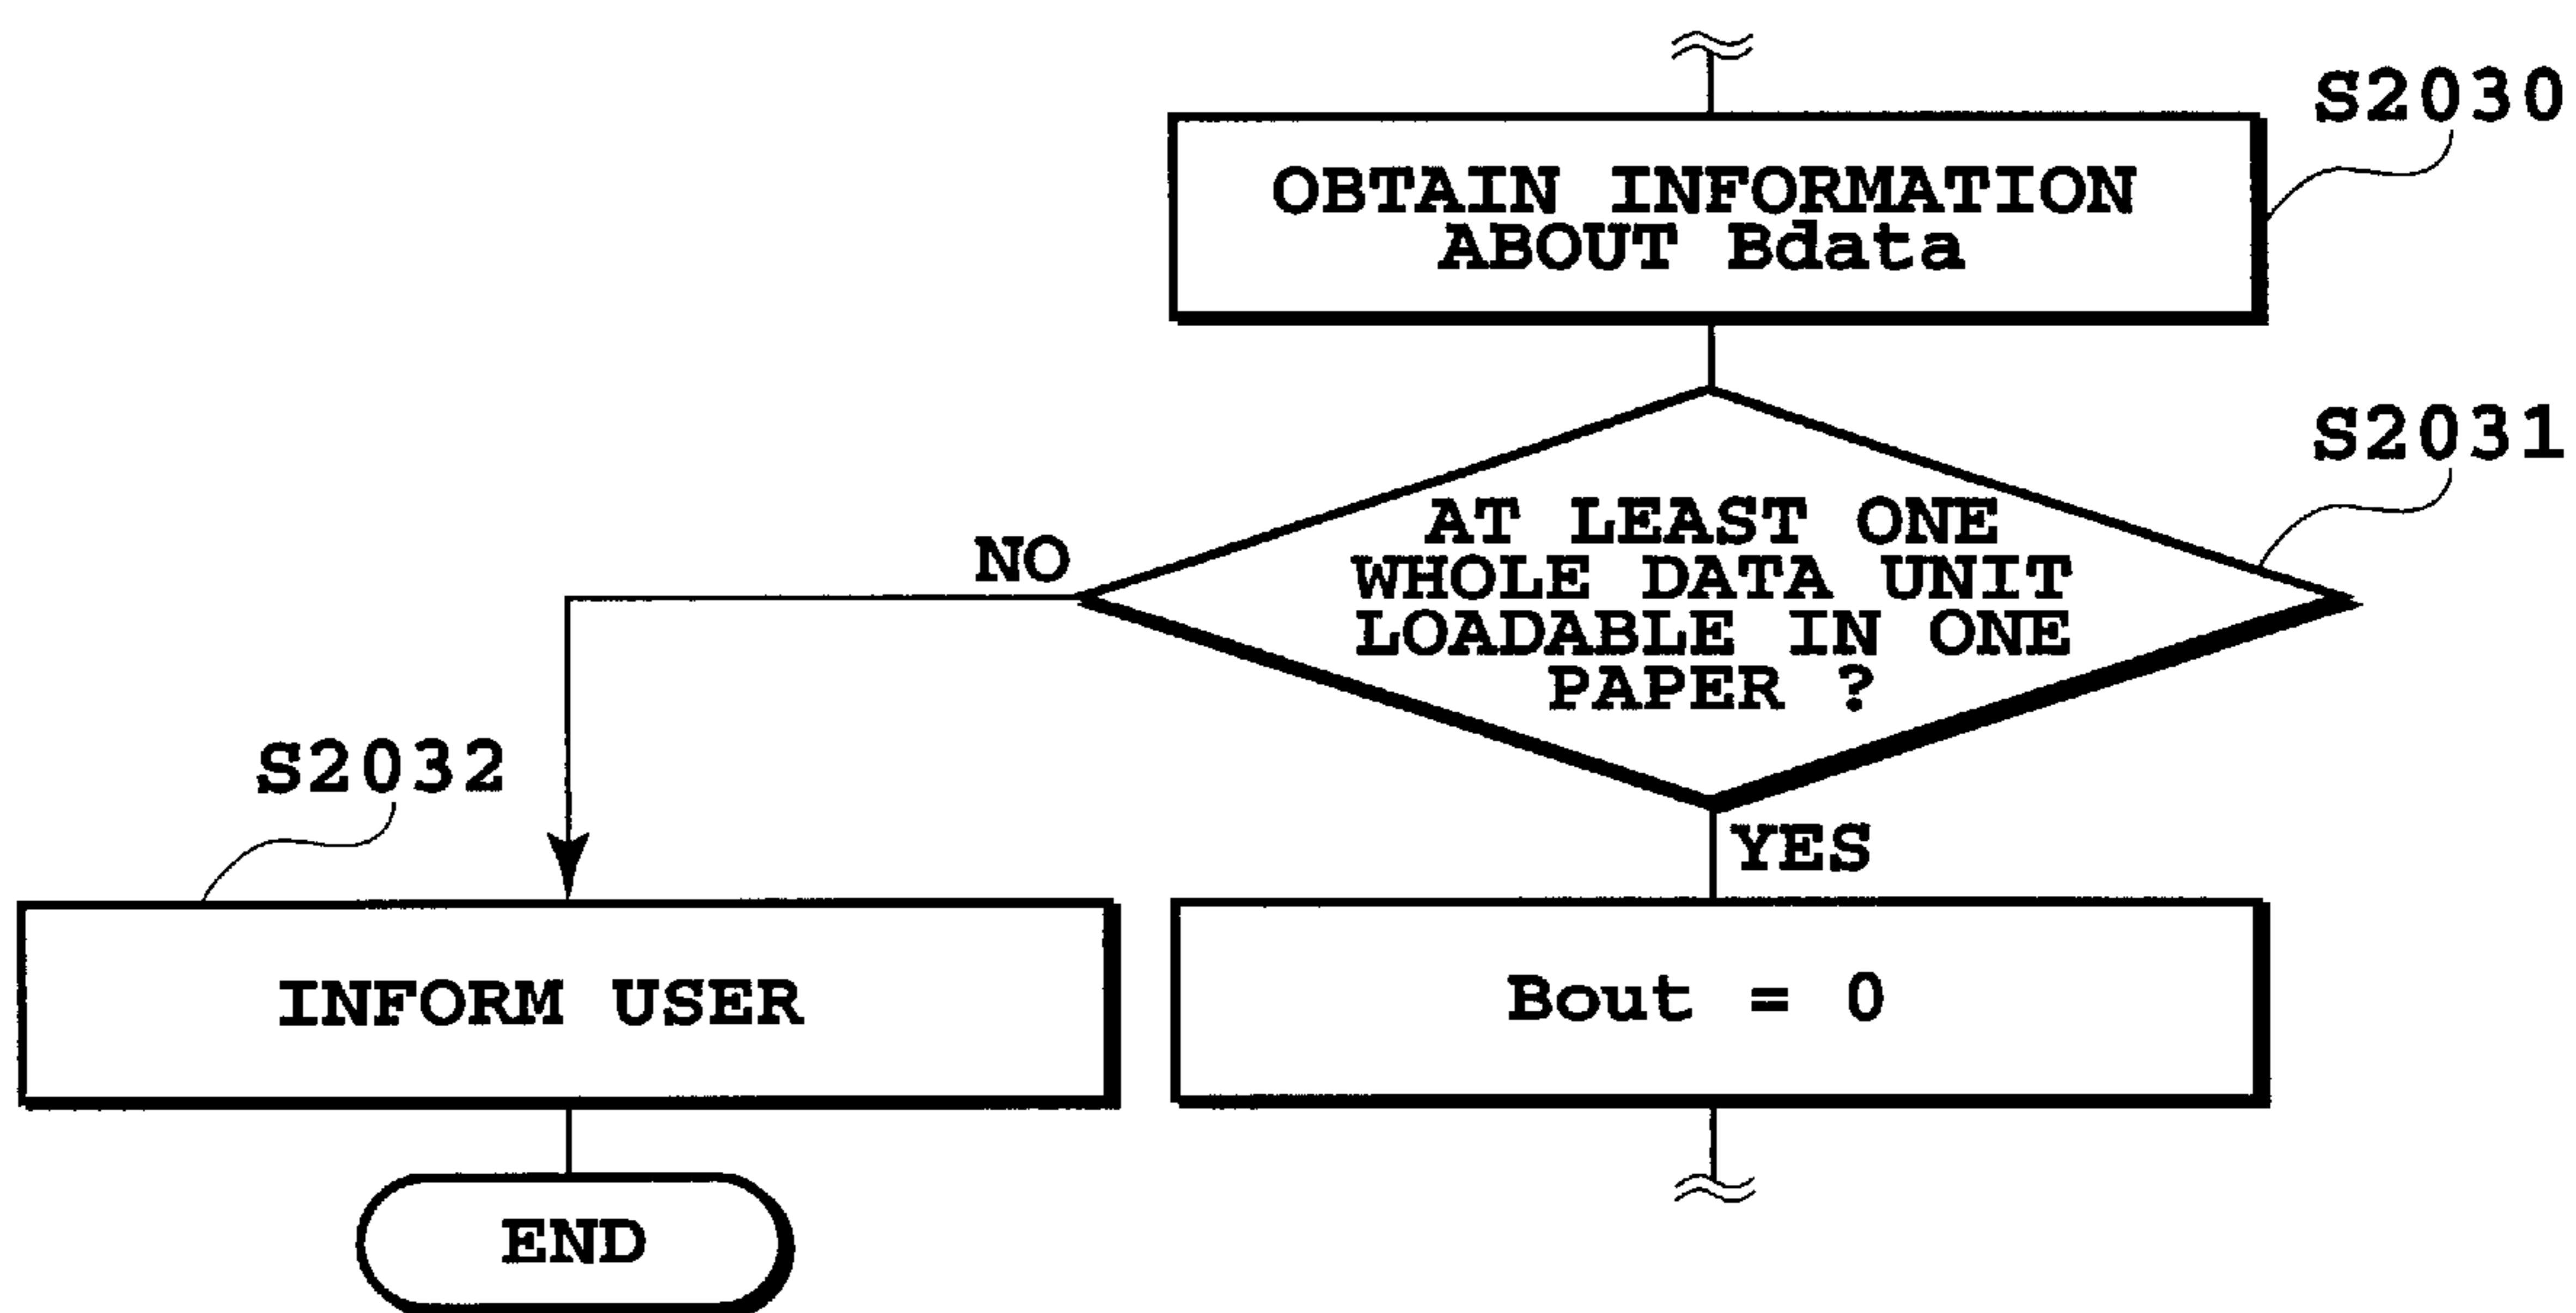 S2030
OBTAIN INFORMATION
ABOUT Bdata
S2031
AT LEAST ONE
WHOLE DATA UNIT
LOADABLE IN ONE
PAPER ?
NO
YES
S2032
INFORM USER
Bout = 0
END